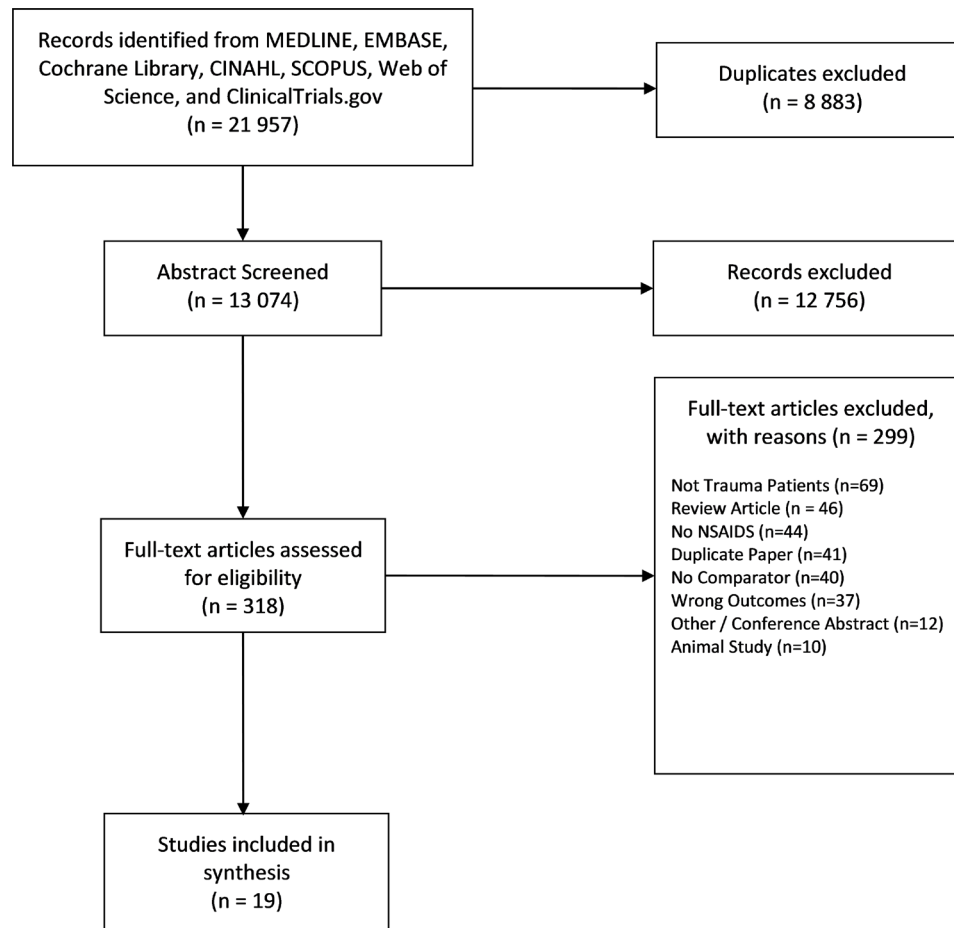 Records identified from MEDLINE, EMBASE,
Cochrane Library, CINAHL, SCOPUS, Web of
Science, and ClinicalTrials.gov
(n = 21 957)
Duplicates excluded
(n = 8 883)
Abstract Screened
(n = 13 074)
Records excluded
(n = 12 756)
Full-text articles assessed
for eligibility
(n = 318)
Full-text articles excluded,
with reasons (n = 299)
Not Trauma Patients (n=69)
Review Article (n = 46)
No NSAIDS (n=44)
Duplicate Paper (n=41)
No Comparator (n=40)
Wrong Outcomes (n=37)
Other / Conference Abstract (n=12)
Animal Study (n=10)
Studies included in
synthesis
(n = 19)